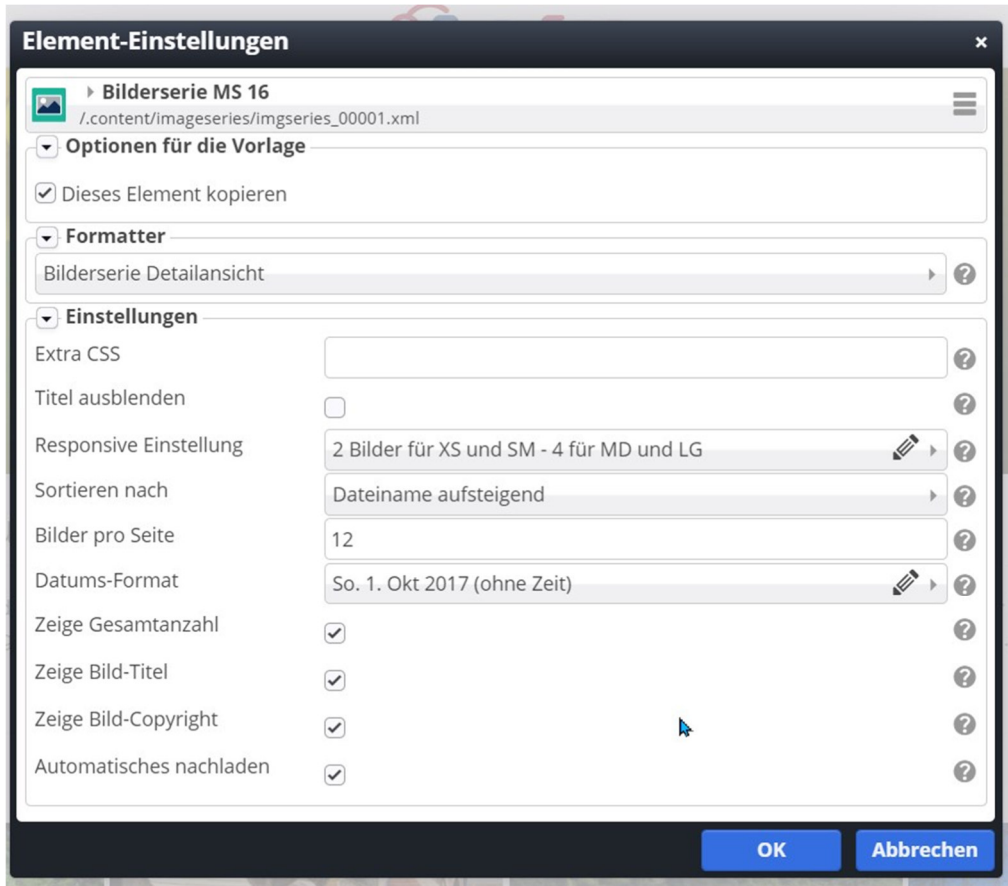 Element-Einstellungen
Bilderserie MS 16
/.content/imageseries/imgseries_00001.xml
Optionen für die Vorlage
Dieses Element kopieren
Formatter
Bilderserie Detailansicht
Einstellungen
Extra CSS
Titel ausblenden
Responsive Einstellung 2 Bilder für XS und SM - 4 für MD und LG
Sortieren nach Dateiname aufsteigend
Bilder pro Seite 12
Datums-Format So. 1. Okt 2017 (ohne Zeit)
Zeige Gesamtanzahl
Zeige Bild-Titel
Zeige Bild-Copyright
Automatisches nachladen
OK Abbrechen